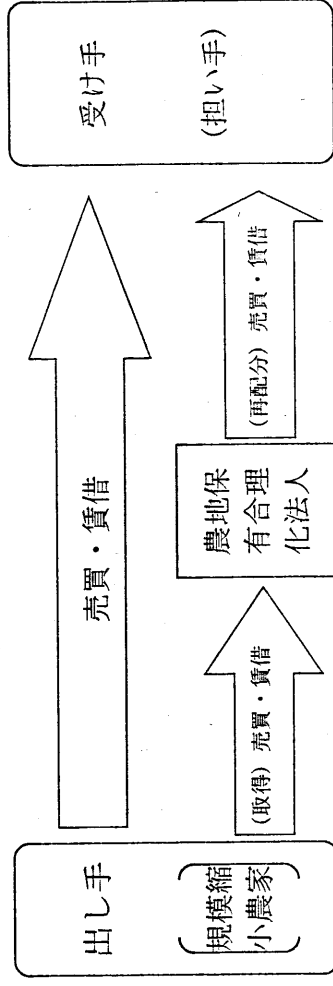 出し手
(規模縮
小農家)
売買・賃借
(取得) 売買・賃借
農地保
有合理
化法人
(再配分) 売買・賃借
受け手
(担い手)